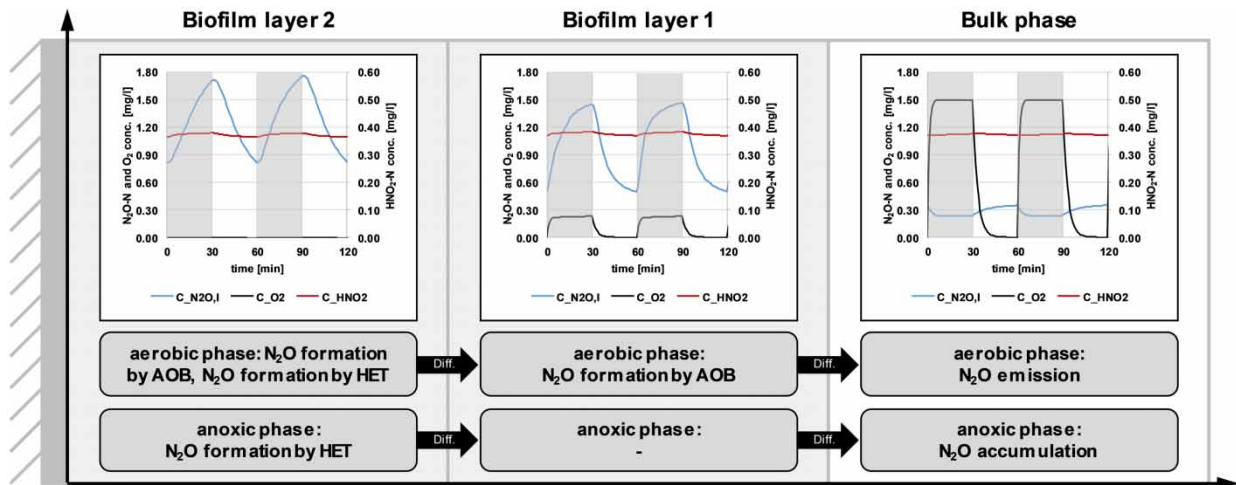 Biofilm layer 2
Biofilm layer 1
Bulk phase
N₂O-N and O₂ conc. [mg/l]
1.80
1.50
1.20
0.90
0.60
0.30
0.00
0.60
0.50
0.40
0.30
0.20
0.10
0.00
HNO₂-N conc. [mg/l]
0 30 60 90 120
time [min]
C_N2O,I C_O2 C_HNO2
N₂O-N and O₂ conc. [mg/l]
1.80
1.50
1.20
0.90
0.60
0.30
0.00
0.60
0.50
0.40
0.30
0.20
0.10
0.00
HNO₂-N conc. [mg/l]
0 30 60 90 120
time [min]
C_N2O,I C_O2 C_HNO2
N₂O-N and O₂ conc. [mg/l]
1.80
1.50
1.20
0.90
0.60
0.30
0.00
0.60
0.50
0.40
0.30
0.20
0.10
0.00
HNO₂-N conc. [mg/l]
0 30 60 90 120
time [min]
C_N2O,I C_O2 C_HNO2
aerobic phase: N₂O formation
by AOB, N₂O formation by HET
Diff.
aerobic phase:
N₂O formation by AOB
Diff.
aerobic phase:
N₂O emission
anoxic phase:
N₂O formation by HET
Diff.
anoxic phase:
-
Diff.
anoxic phase:
N₂O accumulation